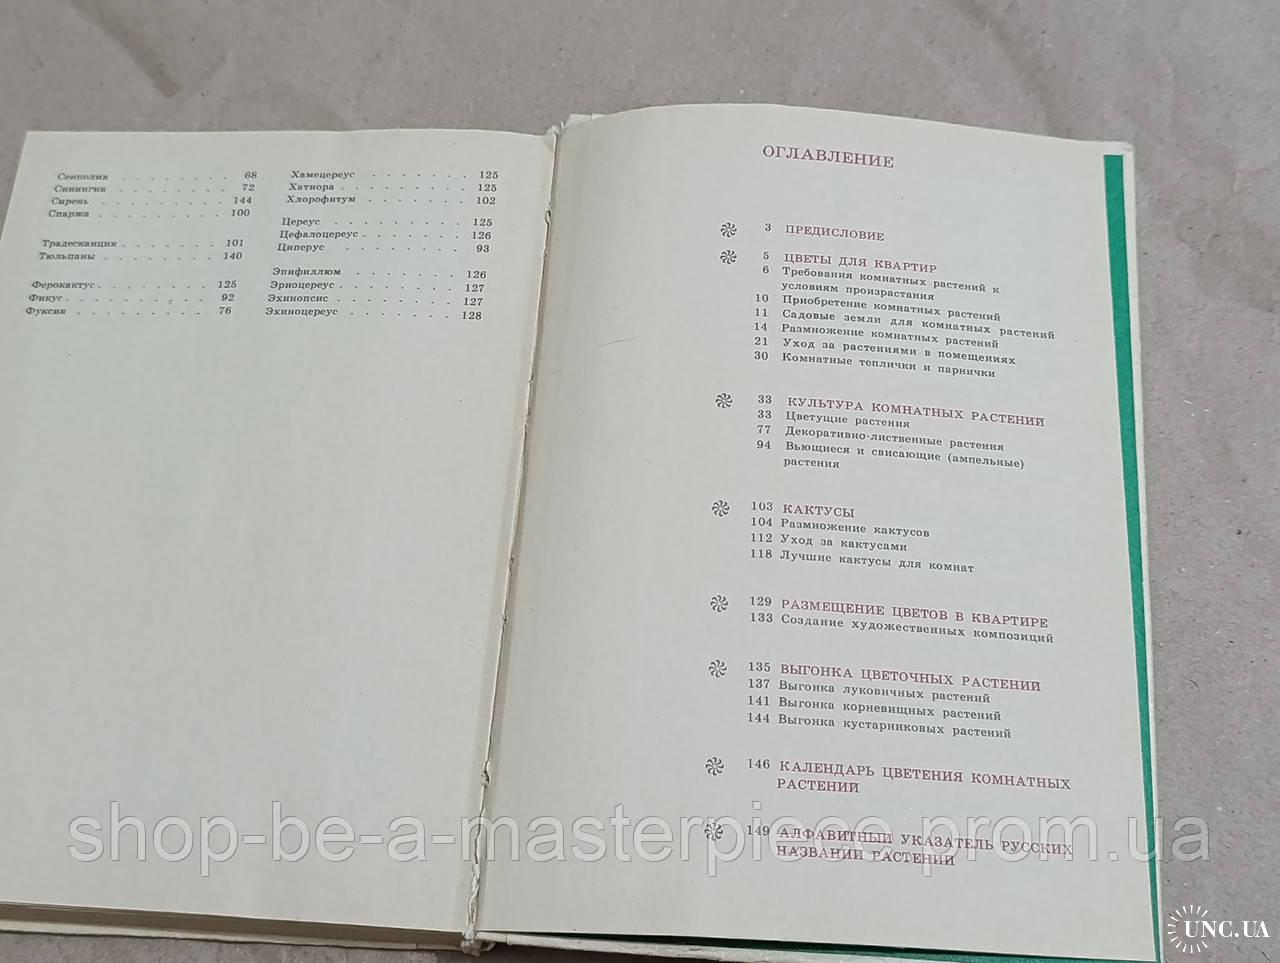 Сенполия . . . . . . . . 68
Синингия . . . . . . . . 72
Сирень . . . . . . . . . 144
Спаржа . . . . . . . . . 100
Традесканция . . . . . . . 101
Тюльпаны . . . . . . . . 140
Ферокактус . . . . . . . . 125
Фикус . . . . . . . . . . 92
Фуксия . . . . . . . . . 76
Хамецереус . . . . . . . 125
Хатиора . . . . . . . . 125
Хлорофитум . . . . . . . 102
Цереус . . . . . . . . 125
Цефалоцереус . . . . . . 126
Циперус . . . . . . . 93
Эпифиллюм . . . . . . . 126
Эриоцереус . . . . . . . 127
Эхинопсис . . . . . . . 127
Эхиноцереус . . . . . . . 128
ОГЛАВЛЕНИЕ
3 ПРЕДИСЛОВИЕ
5 ЦВЕТЫ ДЛЯ КВАРТИР
6 Требования комнатных растений к
условиям произрастания
10 Приобретение комнатных растений
11 Садовые земли для комнатных растений
14 Размножение комнатных растений
21 Уход за растениями в помещениях
30 Комнатные теплички и парнички
33 КУЛЬТУРА КОМНАТНЫХ РАСТЕНИЙ
33 Цветущие растения
77 Декоративно-лиственные растения
94 Вьющиеся и свисающие (ампельные)
растения
103 КАКТУСЫ
104 Размножение кактусов
112 Уход за кактусами
118 Лучшие кактусы для комнат
129 РАЗМЕЩЕНИЕ ЦВЕТОВ В КВАРТИРЕ
133 Создание художественных композиций
135 ВЫГОНКА ЦВЕТОЧНЫХ РАСТЕНИЙ
137 Выгонка луковичных растений
141 Выгонка корневищных растений
144 Выгонка кустарниковых растений
146 КАЛЕНДАРЬ ЦВЕТЕНИЯ КОМНАТНЫХ
РАСТЕНИЙ
149 АЛФАВИТНЫЙ УКАЗАТЕЛЬ РУССКИХ
НАЗВАНИЙ РАСТЕНИЙ
shop-be-a-masterpiece.prom.ua
UNC.UA